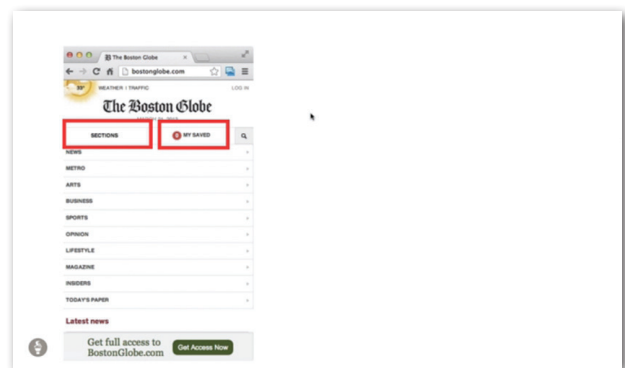 The Boston Globe
bostonglobe.com
WEATHER | TRAFFIC
LOG IN
The Boston Globe
SECTIONS
MY SAVED
NEWS
METRO
ARTS
BUSINESS
SPORTS
OPINION
LIFESTYLE
MAGAZINE
INSIDERS
TODAY'S PAPER
Latest news
Get full access to
BostonGlobe.com
Get Access Now